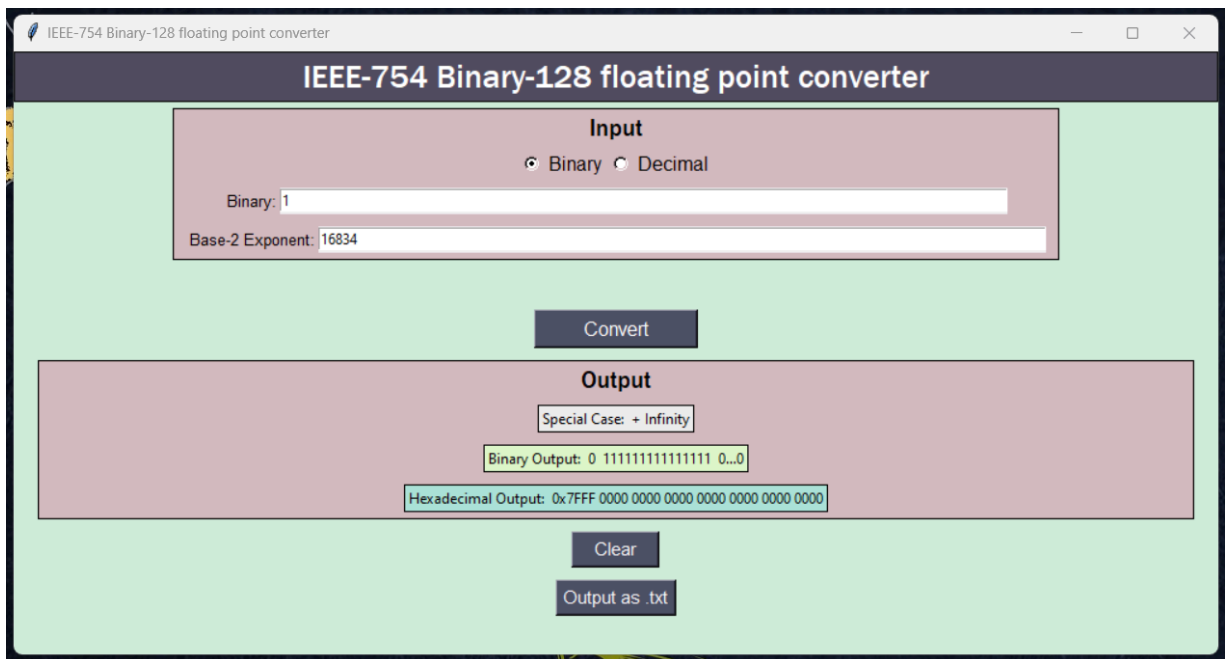 IEEE-754 Binary-128 floating point converter
IEEE-754 Binary-128 floating point converter
Input
Binary Decimal
Binary: 1
Base-2 Exponent: 16834
Convert
Output
Special Case: + Infinity
Binary Output: 0 111111111111111 0...0
Hexadecimal Output: 0x7FFF 0000 0000 0000 0000 0000 0000 0000
Clear
Output as .txt